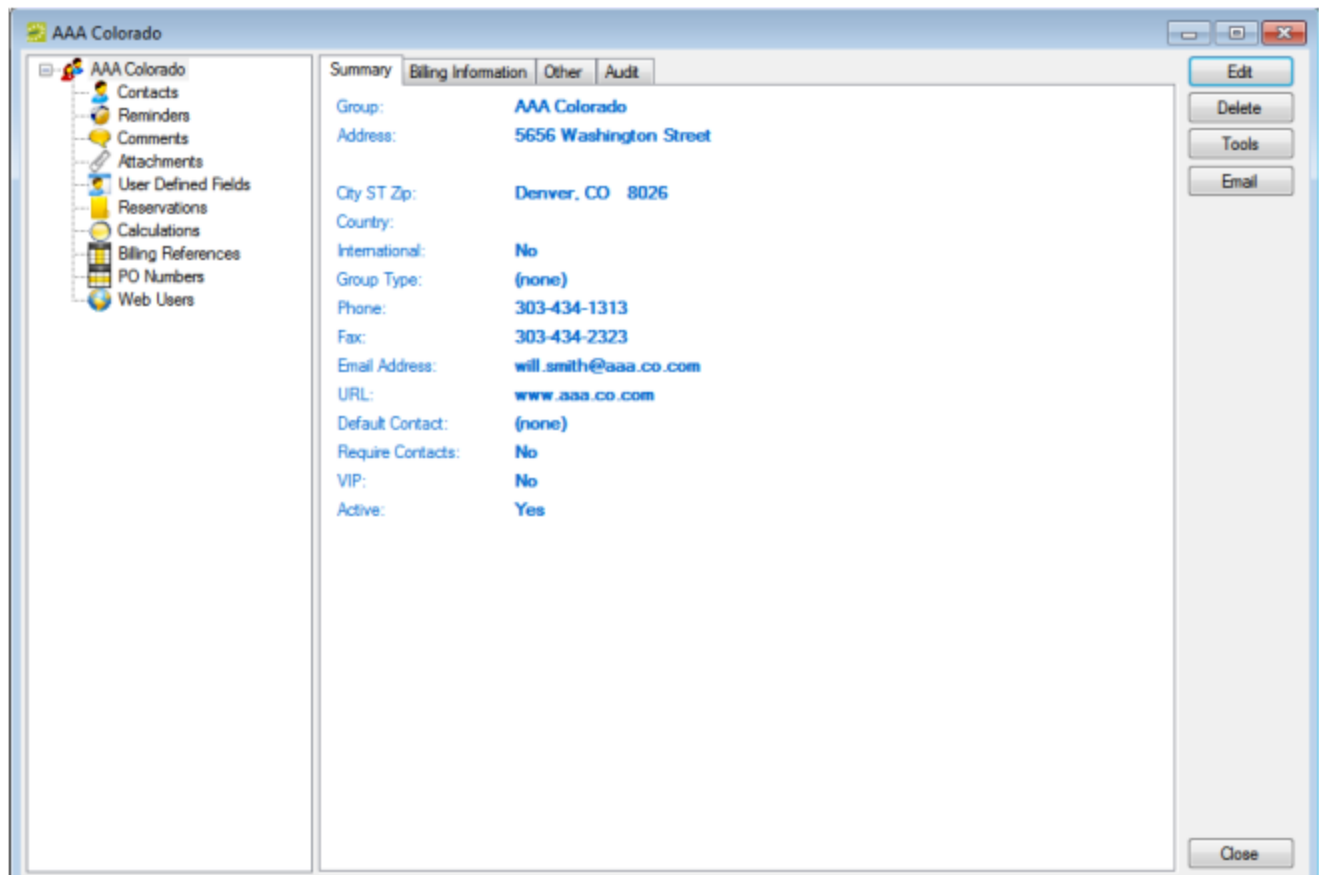 AAA Colorado
AAA Colorado
Contacts
Reminders
Comments
Attachments
User Defined Fields
Reservations
Calculations
Billing References
PO Numbers
Web Users
Summary Billing Information Other Audit
Group: AAA Colorado
Address: 5656 Washington Street
City ST Zip: Denver, CO 8026
Country:
International: No
Group Type: (none)
Phone: 303-434-1313
Fax: 303-434-2323
Email Address: will.smith@aaa.co.com
URL: www.aaa.co.com
Default Contact: (none)
Require Contacts: No
VIP: No
Active: Yes
Edit
Delete
Tools
Email
Close